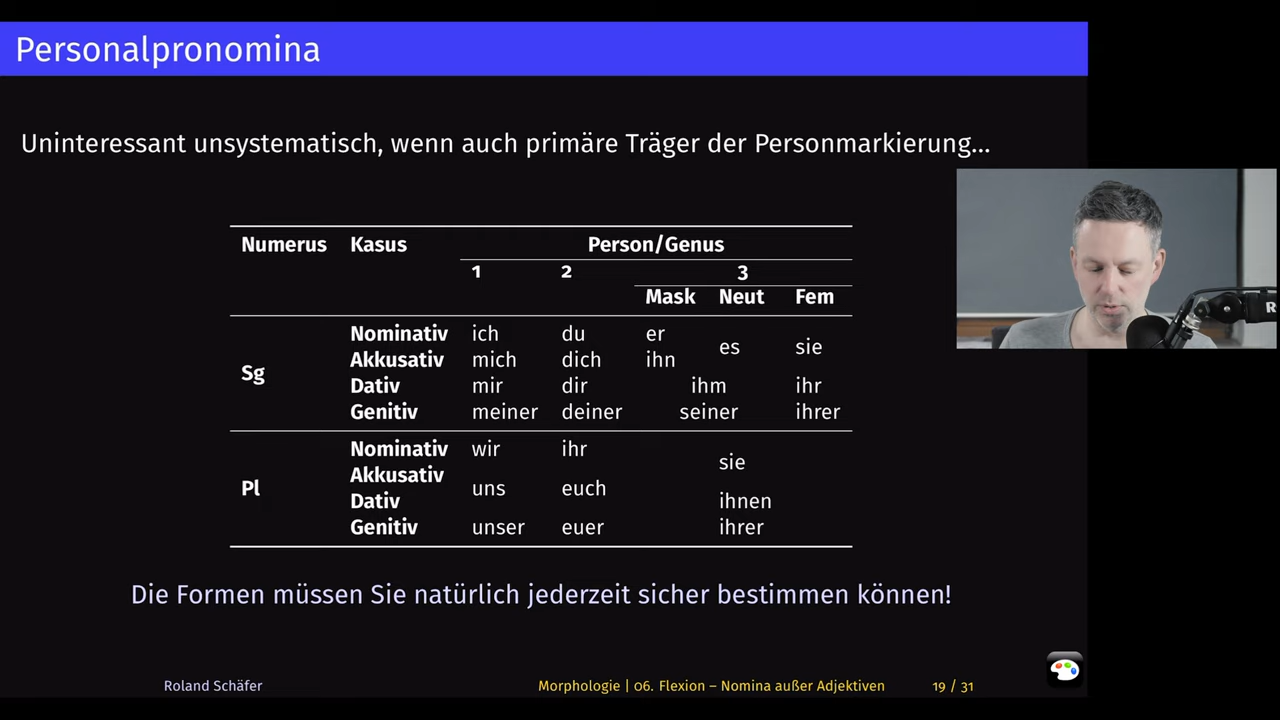 Personalpronomina
Uninteressant unsystematisch, wenn auch primäre Träger der Personmarkierung...
Numerus Kasus Person/Genus
1 2 3
Mask Neut Fem
Sg
Nominativ ich du er
es sie
Akkusativ mich dich ihn
Dativ mir dir ihm ihr
Genitiv meiner deiner seiner ihrer
Pl
Nominativ wir ihr
sie
Akkusativ
uns euch
Dativ ihnen
Genitiv unser euer ihrer
Die Formen müssen Sie natürlich jederzeit sicher bestimmen können!
Roland Schäfer Morphologie | 06. Flexion – Nomina außer Adjektiven 19 / 31
R